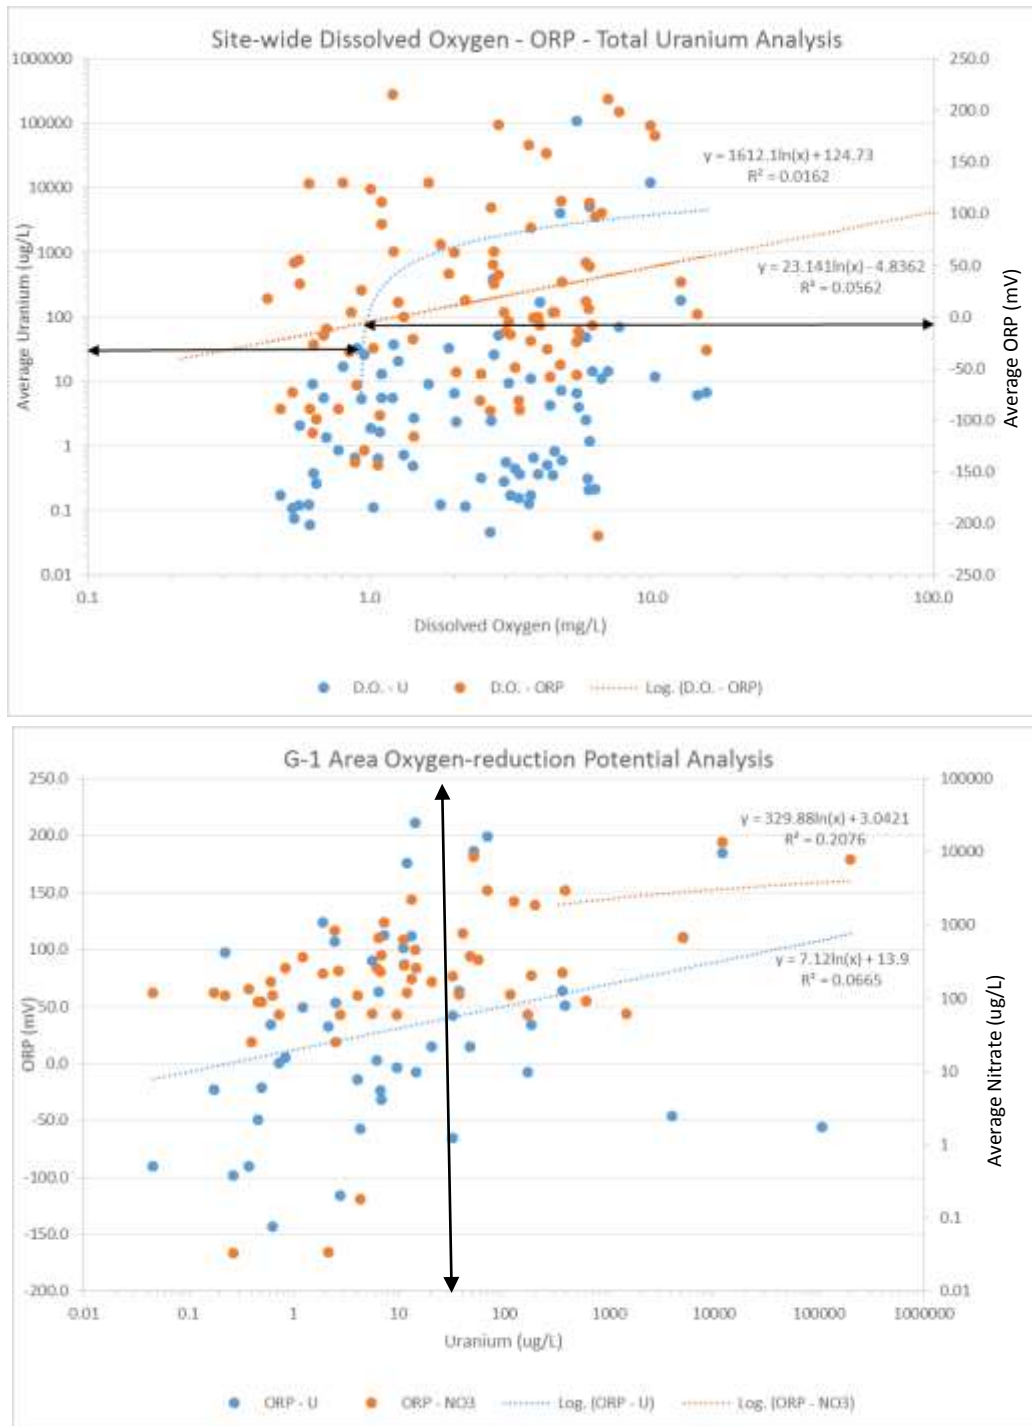 Site-wide Dissolved Oxygen - ORP - Total Uranium Analysis
1000000
100000
10000
1000
100
10
1
0.1
0.01
Average Uranium (ug/L)
250.0
200.0
150.0
100.0
50.0
0.0
-50.0
-100.0
-150.0
-200.0
-250.0
Average ORP (mV)
y = 1612.1ln(x) + 124.73
R² = 0.0162
y = 23.141ln(x) - 4.8362
R² = 0.0562
0.1 1.0 10.0 100.0
Dissolved Oxygen (mg/L)
D.O. - U D.O. - ORP Log. (D.O. - ORP)
G-1 Area Oxygen-reduction Potential Analysis
250.0
200.0
150.0
100.0
50.0
0.0
-50.0
-100.0
-150.0
-200.0
ORP (mV)
100000
10000
1000
100
10
1
0.1
0.01
Average Nitrate (ug/L)
y = 329.88ln(x) + 3.0421
R² = 0.2076
y = 7.12ln(x) + 13.9
R² = 0.0665
0.01 0.1 1 10 100 1000 10000 100000 1000000
Uranium (ug/L)
ORP - U ORP - NO3 Log. (ORP - U) Log. (ORP - NO3)